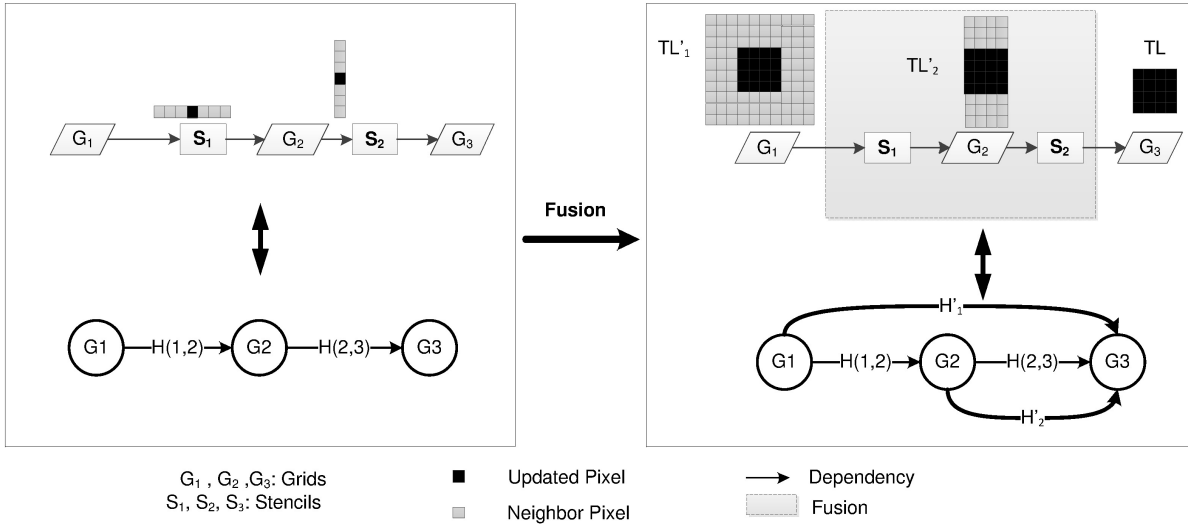 G1 S1 G2 S2 G3
G1 H(1,2) G2 H(2,3) G3
Fusion
TL'1
TL'2
TL
G1 S1 G2 S2 G3
H'1
G1 H(1,2) G2 H(2,3) G3
H'2
G1 , G2 ,G3: Grids
S1, S2, S3: Stencils
Updated Pixel
Neighbor Pixel
Dependency
Fusion